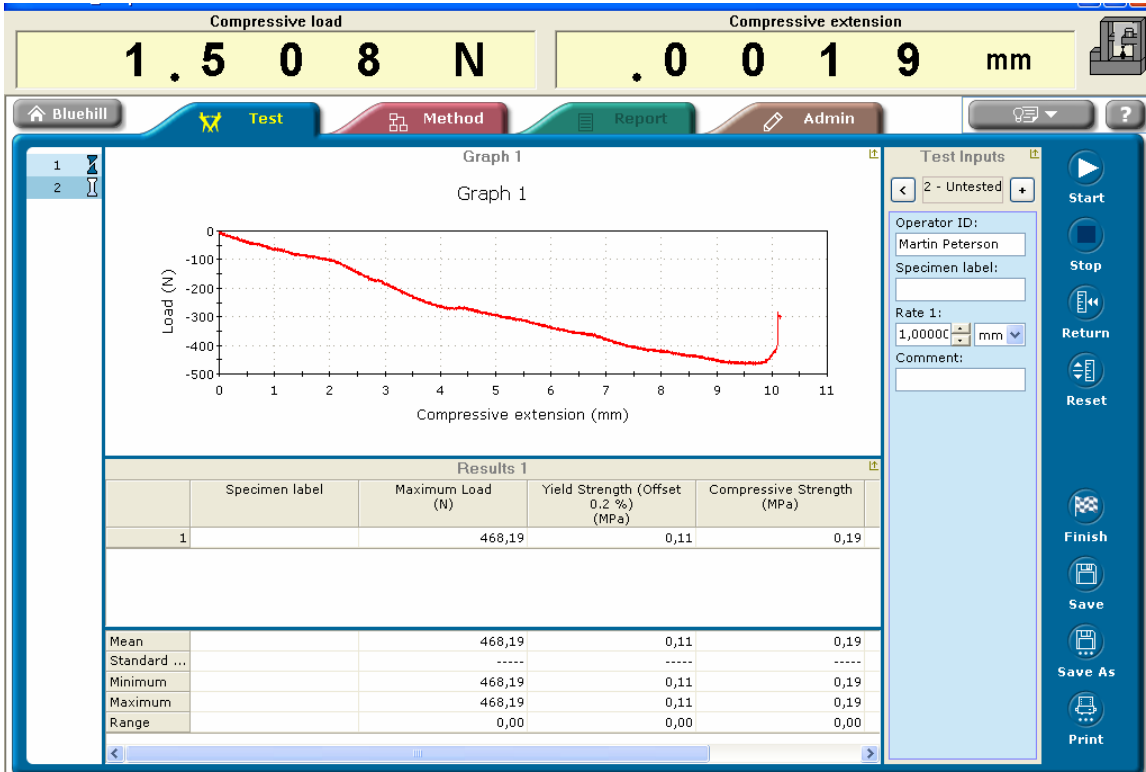 Compressive load
Compressive extension
1.508 N
.0019 mm
Bluehill
Test
Method
Report
Admin
?
1
2
Graph 1
Graph 1
Load (N)
0
-100
-200
-300
-400
-500
0 1 2 3 4 5 6 7 8 9 10 11
Compressive extension (mm)
Results 1
Specimen label
Maximum Load (N)
Yield Strength (Offset 0.2 %) (MPa)
Compressive Strength (MPa)
1 468,19 0,11 0,19
Mean 468,19 0,11 0,19
Standard ... ----- ----- -----
Minimum 468,19 0,11 0,19
Maximum 468,19 0,11 0,19
Range 0,00 0,00 0,00
Test Inputs
< 2 - Untested +
Operator ID:
Martin Peterson
Specimen label:
Rate 1:
1,00000 mm
Comment:
Start
Stop
Return
Reset
Finish
Save
Save As
Print